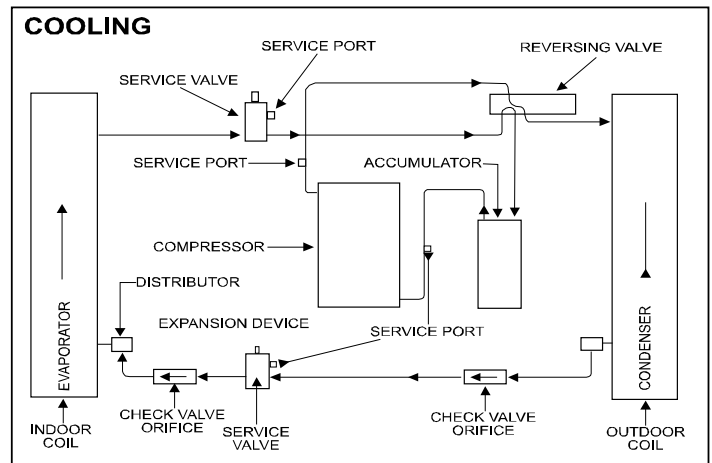 COOLING
SERVICE PORT
REVERSING VALVE
SERVICE VALVE
SERVICE PORT
ACCUMULATOR
COMPRESSOR
DISTRIBUTOR
EXPANSION DEVICE
SERVICE PORT
EVAPORATOR
CONDENSER
INDOOR
COIL
CHECK VALVE
ORIFICE
SERVICE
VALVE
CHECK VALVE
ORIFICE
OUTDOOR
COIL